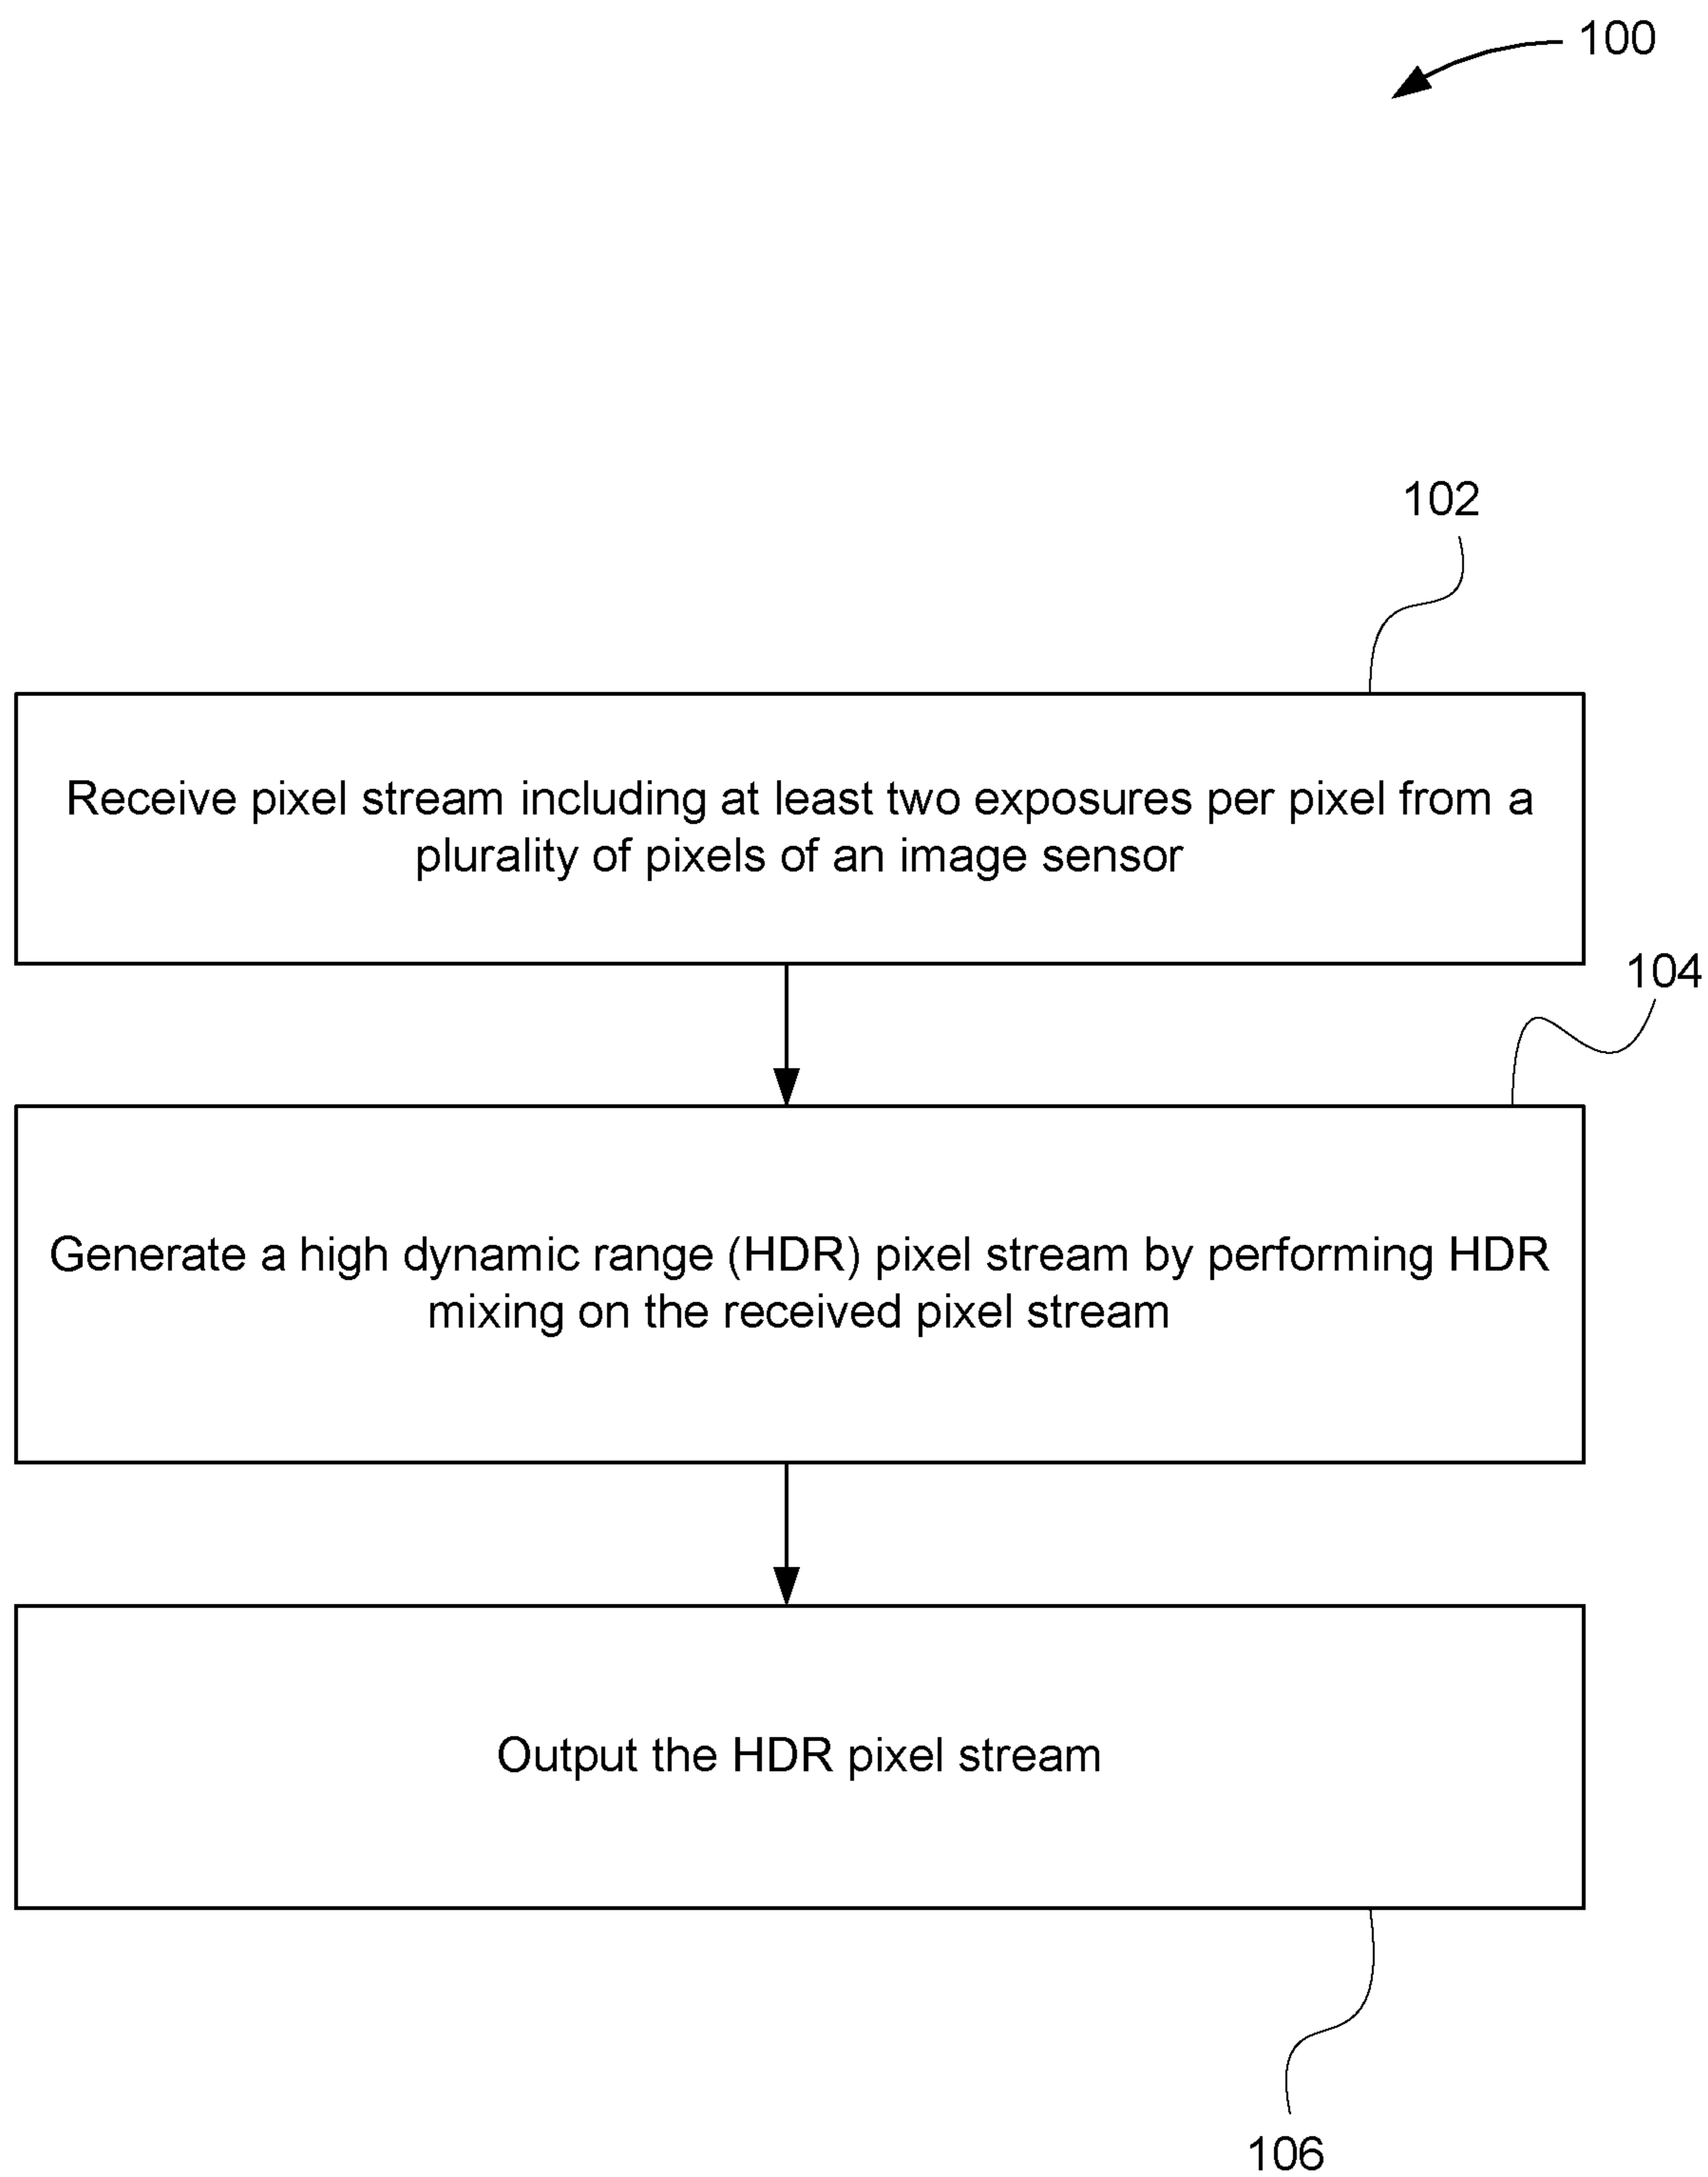 100
102
Receive pixel stream including at least two exposures per pixel from a
plurality of pixels of an image sensor
104
Generate a high dynamic range (HDR) pixel stream by performing HDR
mixing on the received pixel stream
Output the HDR pixel stream
106